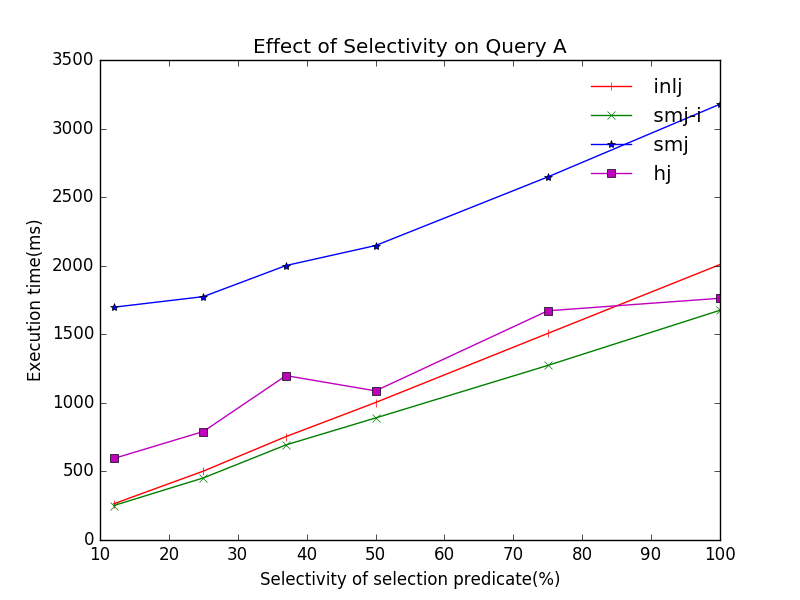 Effect of Selectivity on Query A
3500
3000
2500
2000
1500
1000
500
0
Execution time(ms)
inlj
smj-i
smj
hj
10 20 30 40 50 60 70 80 90 100
Selectivity of selection predicate(%)